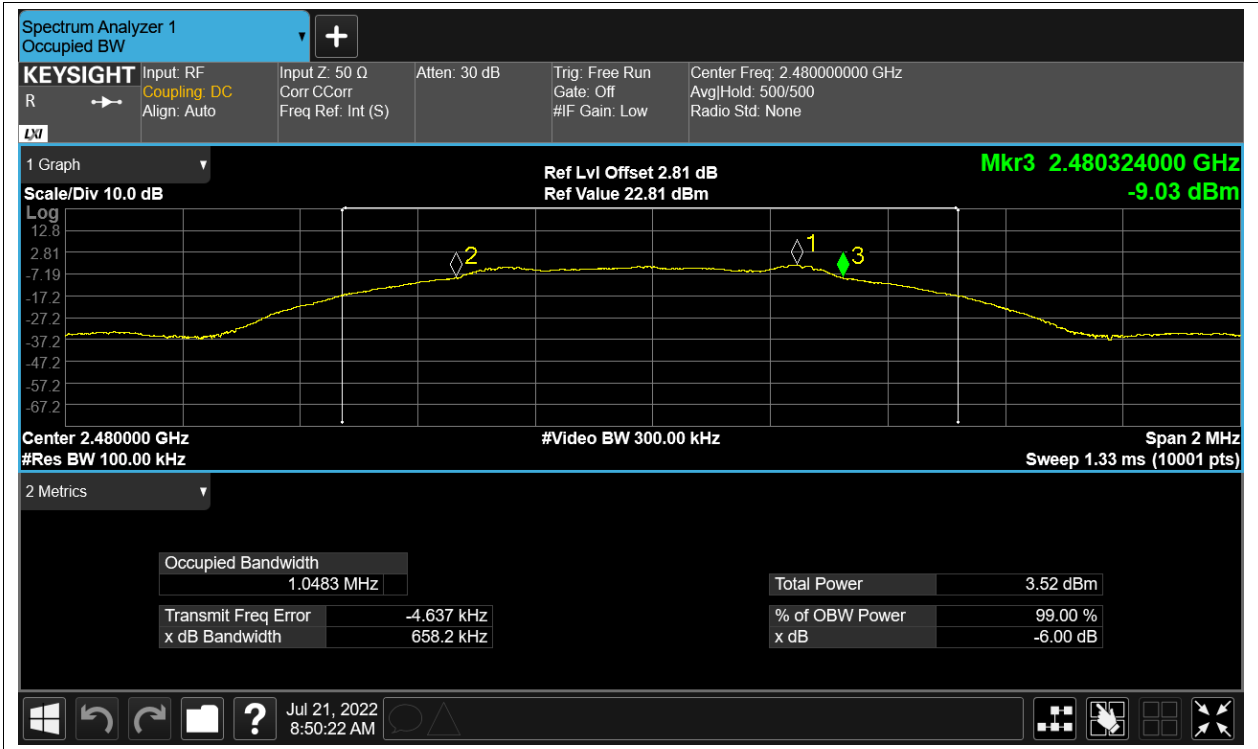 Spectrum Analyzer 1
Occupied BW
+
KEYSIGHT
R
LXI
Input: RF
Coupling: DC
Align: Auto
Input Z: 50 Ω
Corr CCorr
Freq Ref: Int (S)
Atten: 30 dB
Trig: Free Run
Gate: Off
#IF Gain: Low
Center Freq: 2.480000000 GHz
Avg|Hold: 500/500
Radio Std: None
1 Graph
Scale/Div 10.0 dB
Ref Lvl Offset 2.81 dB
Ref Value 22.81 dBm
Mkr3 2.480324000 GHz
-9.03 dBm
Log
12.8
2.81
-7.19
-17.2
-27.2
-37.2
-47.2
-57.2
-67.2
2
1
3
Center 2.480000 GHz
#Res BW 100.00 kHz
#Video BW 300.00 kHz
Span 2 MHz
Sweep 1.33 ms (10001 pts)
2 Metrics
Occupied Bandwidth
1.0483 MHz
Transmit Freq Error -4.637 kHz
x dB Bandwidth 658.2 kHz
Total Power 3.52 dBm
% of OBW Power 99.00 %
x dB -6.00 dB
?
Jul 21, 2022
8:50:22 AM